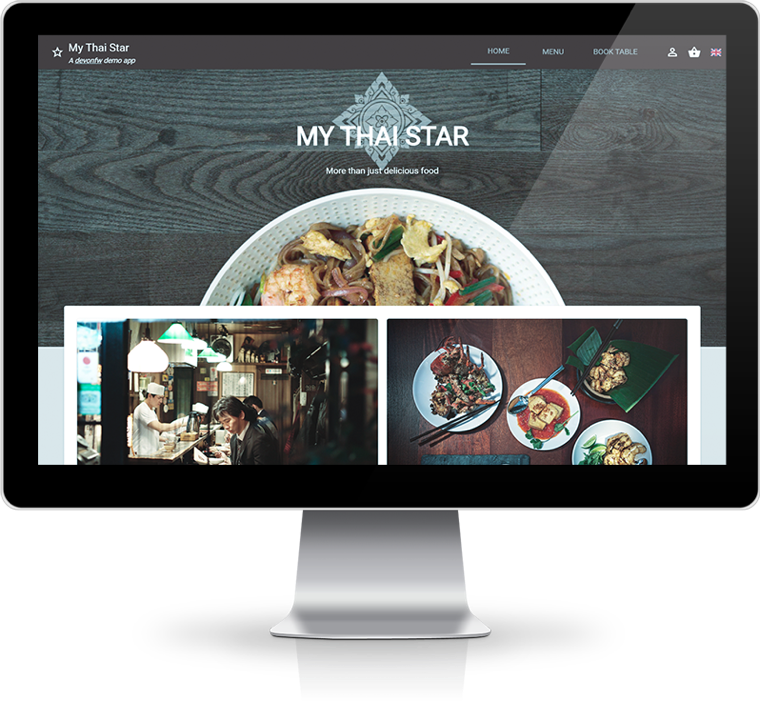 My Thai Star
A devonfw demo app
HOME
MENU
BOOK TABLE
MY THAI STAR
More than just delicious food